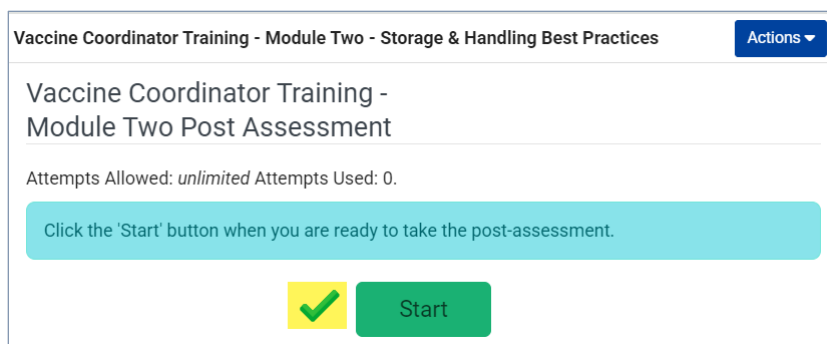 Vaccine Coordinator Training - Module Two - Storage & Handling Best Practices
Actions
Vaccine Coordinator Training -
Module Two Post Assessment
Attempts Allowed: unlimited Attempts Used: 0.
Click the 'Start' button when you are ready to take the post-assessment.
Start